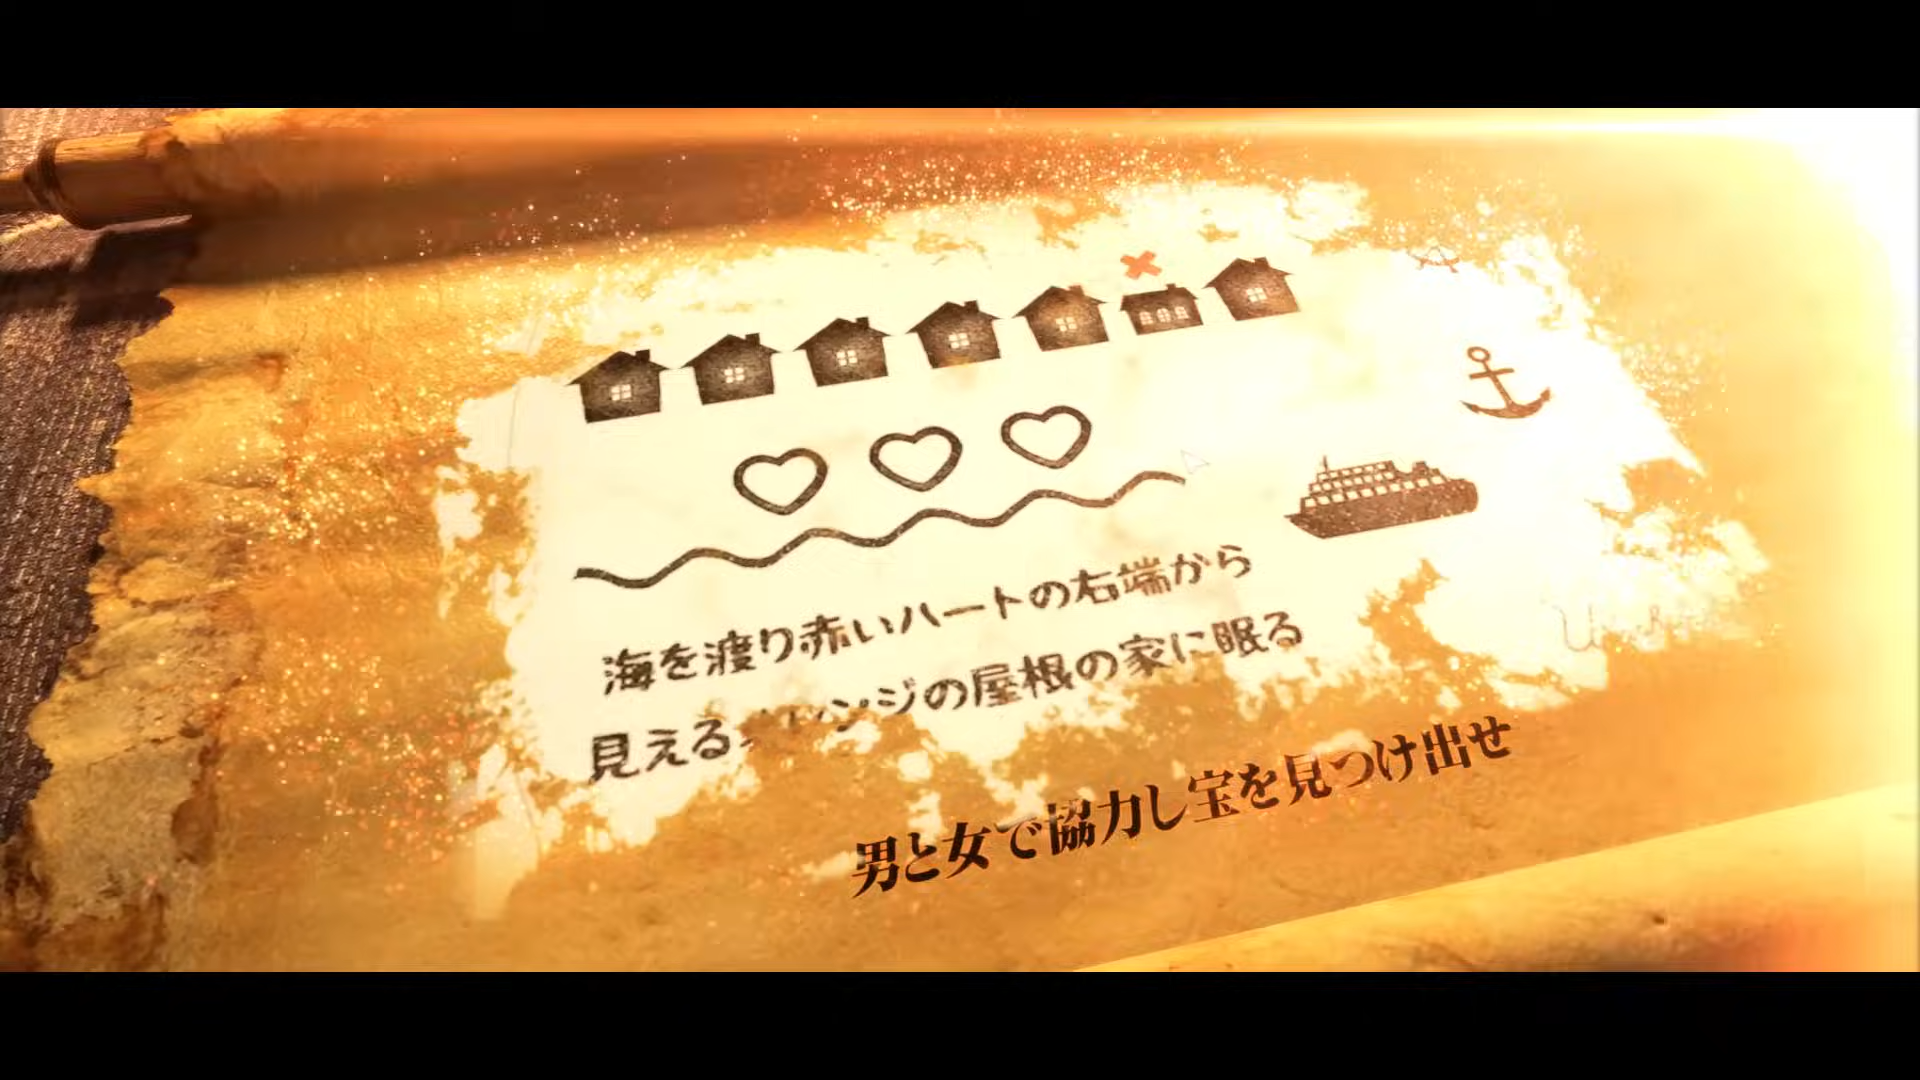 海を渡り赤いハートの右端から
見えるオレンジの屋根の家に眠る
男と女で協力し宝を見つけ出せ